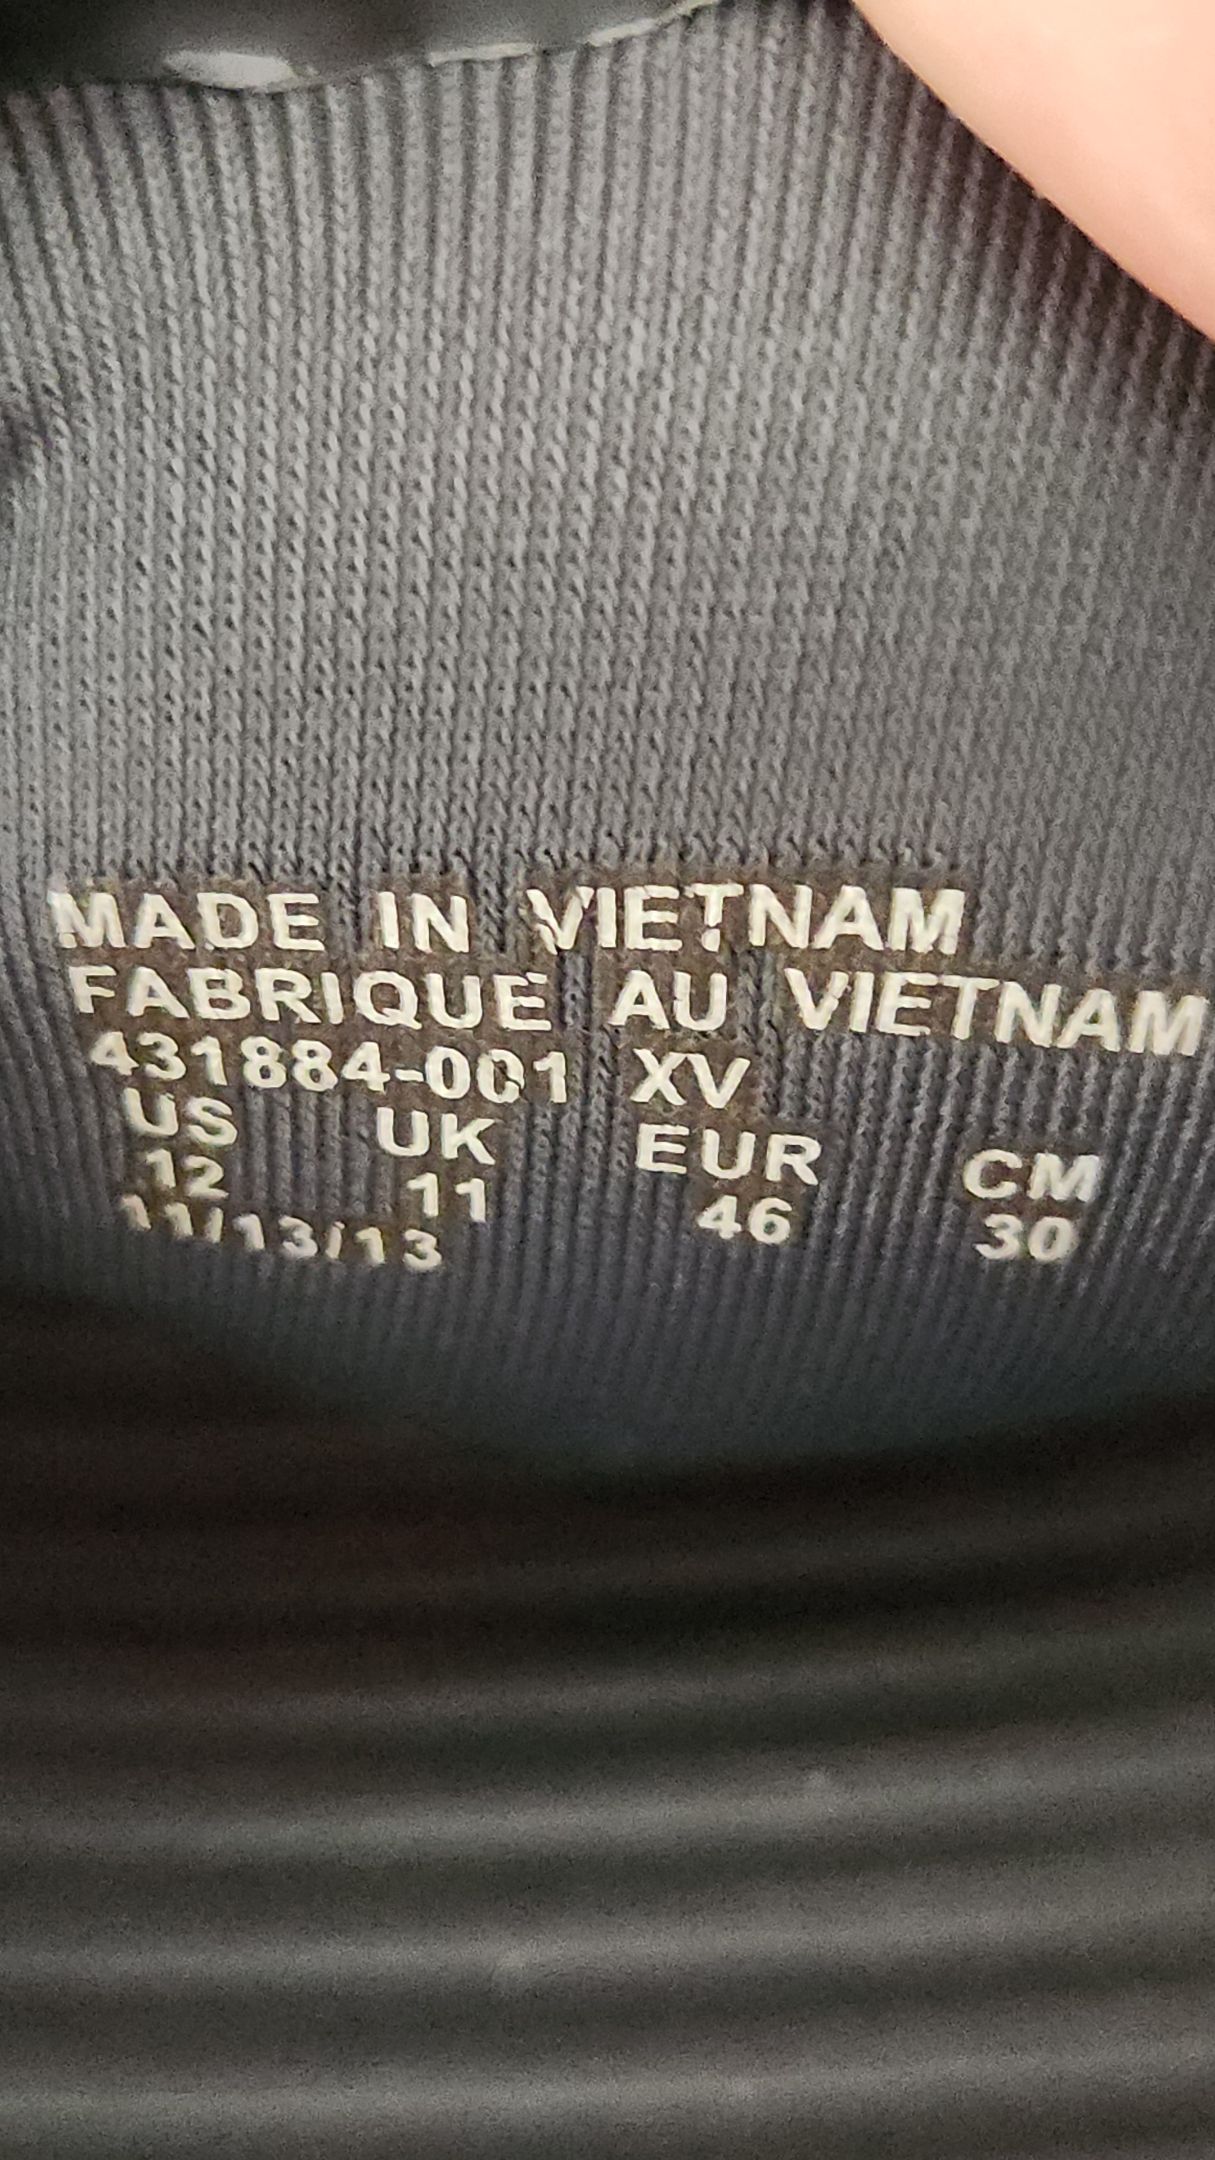 MADE IN VIETNAM
FABRIQUE AU VIETNAM
431884-001 XV
US UK EUR CM
12 11 46 30
11/13/13